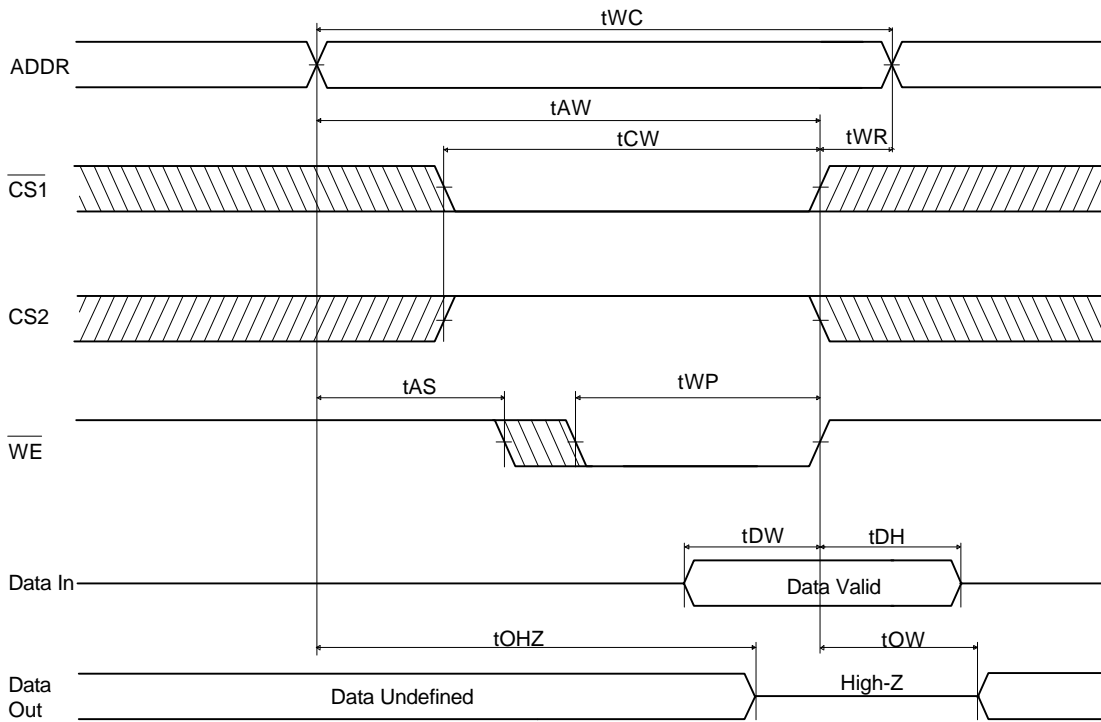 tWC
ADDR
tAW
tCW
tWR
CS1
CS2
tAS
tWP
WE
tDW
tDH
Data In
Data Valid
tOHZ
tOW
Data
Out
Data Undefined
High-Z